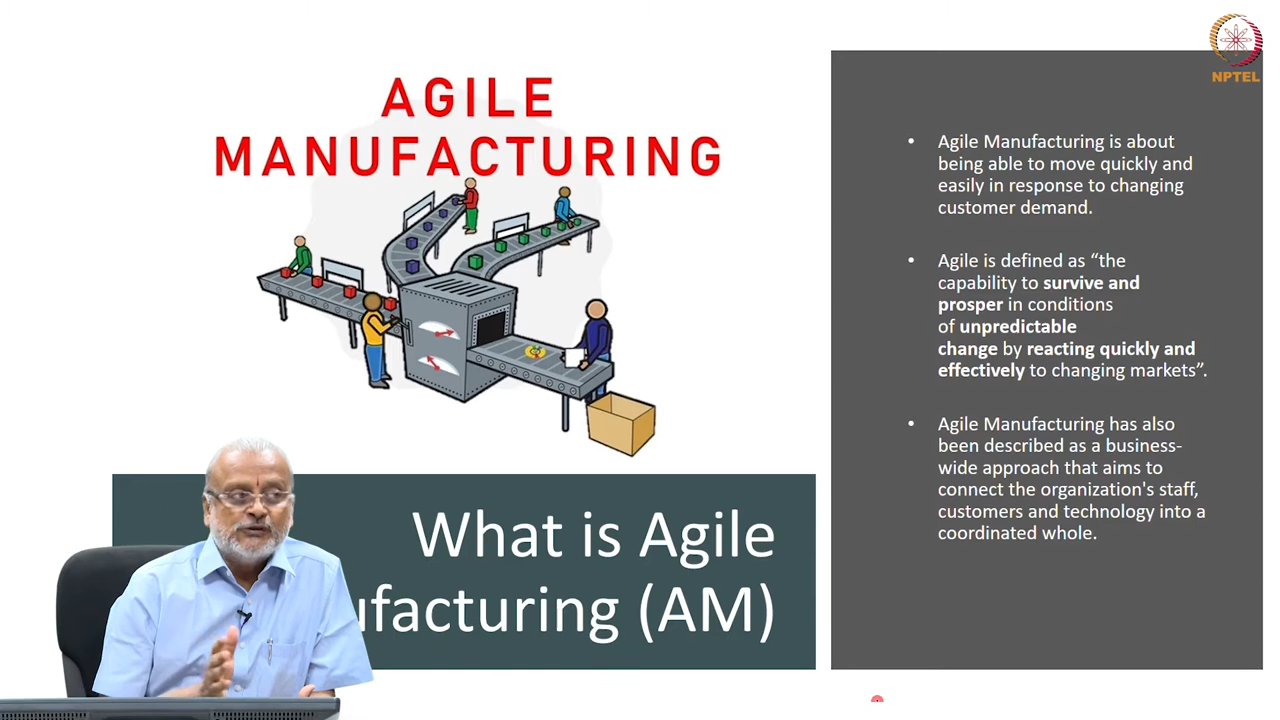 NPTEL
AGILE
MANUFACTURING
• Agile Manufacturing is about
being able to move quickly and
easily in response to changing
customer demand.
• Agile is defined as “the
capability to survive and
prosper in conditions
of unpredictable
change by reacting quickly and
effectively to changing markets”.
• Agile Manufacturing has also
been described as a business-
wide approach that aims to
connect the organization's staff,
customers and technology into a
coordinated whole.
What is Agile
ufacturing (AM)